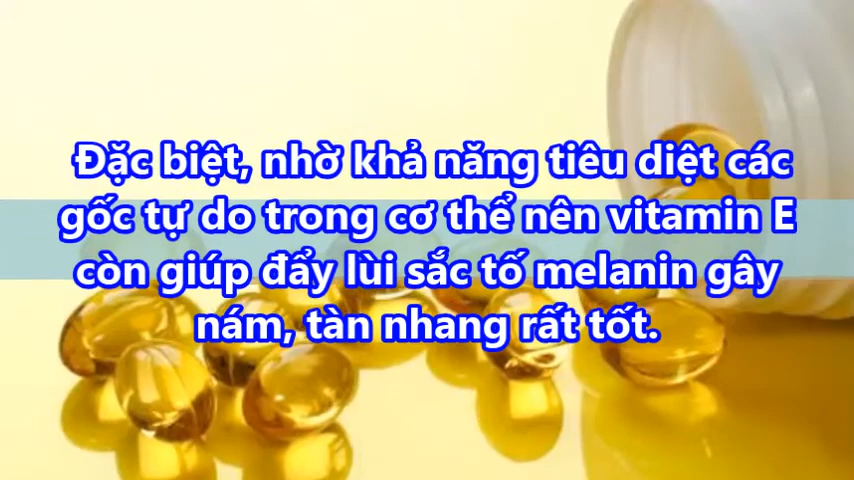 Đặc biệt, nhờ khả năng tiêu diệt các
gốc tự do trong cơ thể nên vitamin E
còn giúp đẩy lùi sắc tố melanin gây
nám, tàn nhang rất tốt.